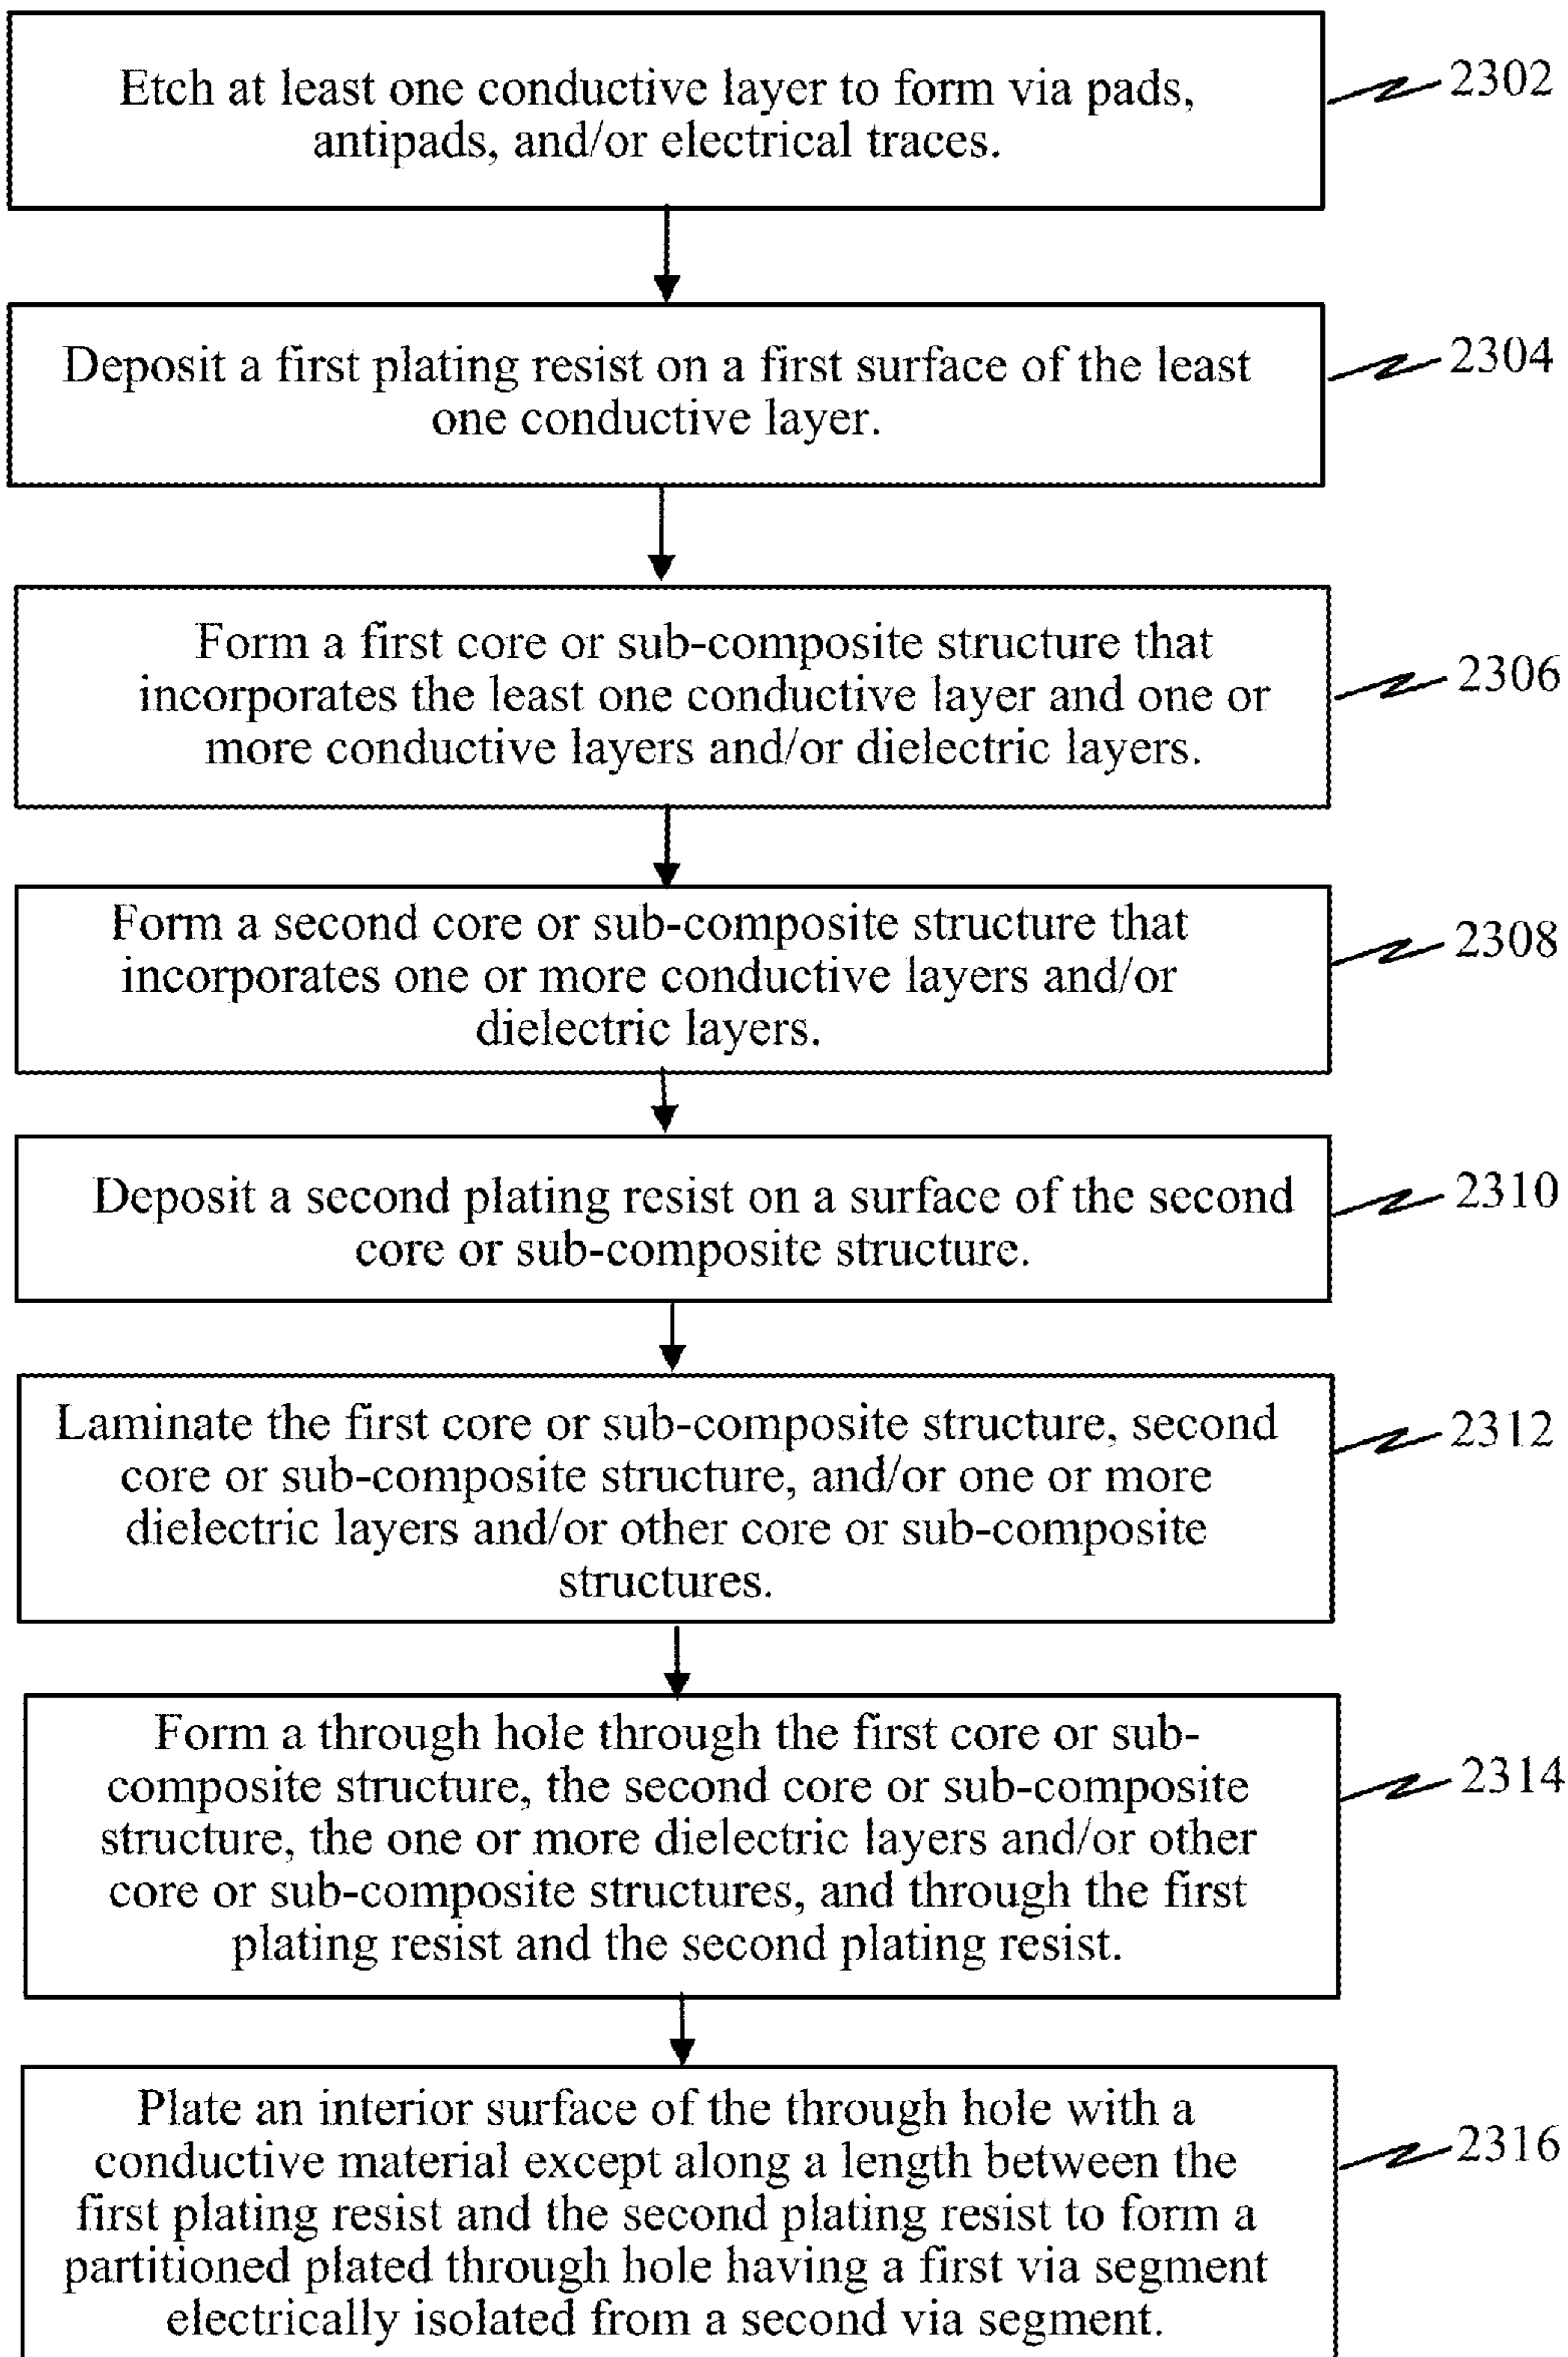 Etch at least one conductive layer to form via pads,
antipads, and/or electrical traces.
2302
Deposit a first plating resist on a first surface of the least
one conductive layer.
2304
Form a first core or sub-composite structure that
incorporates the least one conductive layer and one or
more conductive layers and/or dielectric layers.
2306
Form a second core or sub-composite structure that
incorporates one or more conductive layers and/or
dielectric layers.
2308
Deposit a second plating resist on a surface of the second
core or sub-composite structure.
2310
Laminate the first core or sub-composite structure, second
core or sub-composite structure, and/or one or more
dielectric layers and/or other core or sub-composite
structures.
2312
Form a through hole through the first core or sub-
composite structure, the second core or sub-composite
structure, the one or more dielectric layers and/or other
core or sub-composite structures, and through the first
plating resist and the second plating resist.
2314
Plate an interior surface of the through hole with a
conductive material except along a length between the
first plating resist and the second plating resist to form a
partitioned plated through hole having a first via segment
electrically isolated from a second via segment.
2316